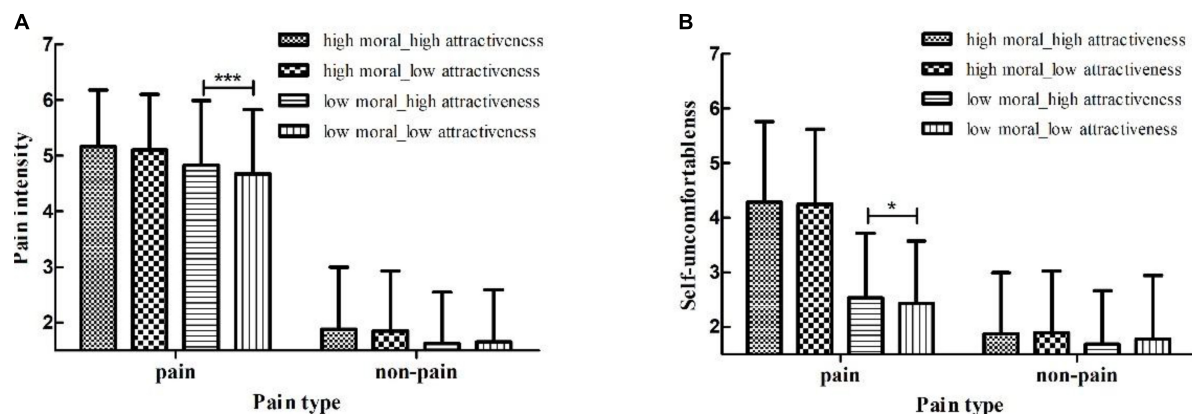 A
7
6
5
4
3
2
Pain intensity
high moral_high attractiveness
high moral_low attractiveness
low moral_high attractiveness
low moral_low attractiveness
***
pain
non-pain
Pain type
B
7
6
5
4
3
2
Self-uncomfortablenss
high moral_high attractiveness
high moral_low attractiveness
low moral_high attractiveness
low moral_low attractiveness
*
pain
non-pain
Pain type